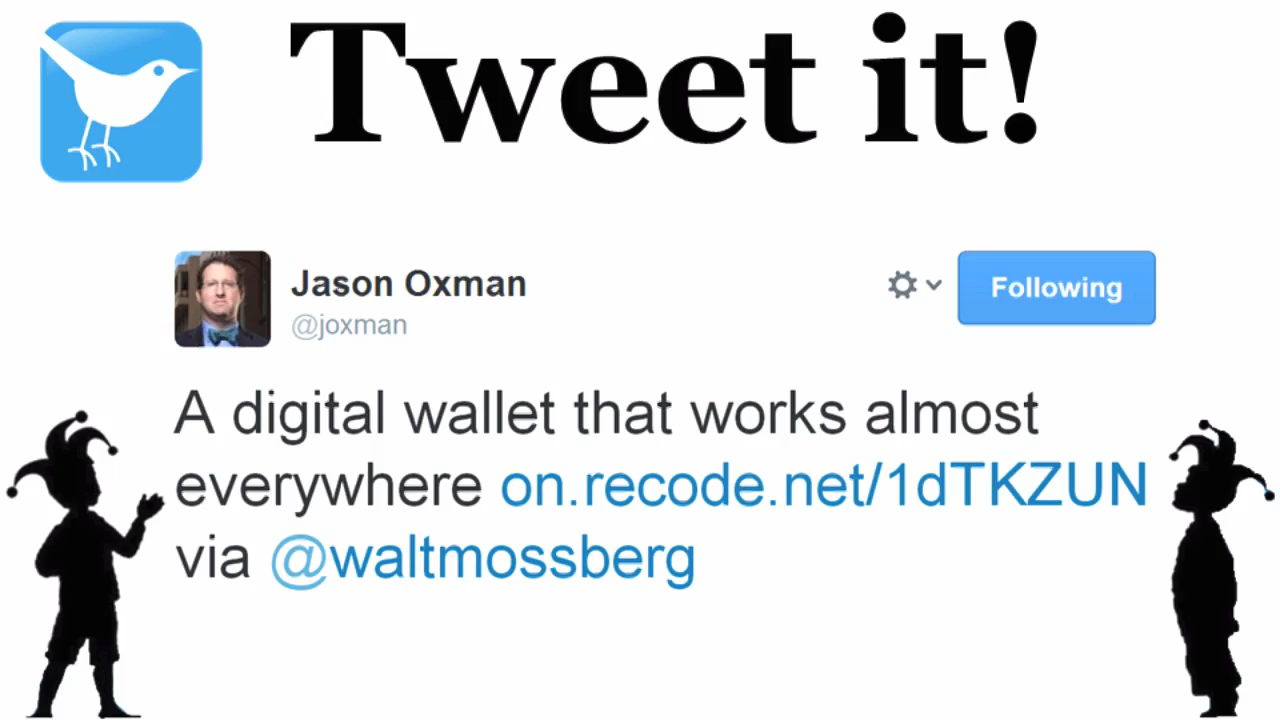 Tweet it!
Jason Oxman
Following
@joxman
A digital wallet that works almost
everywhere on.recode.net/1dTKZUN
via @waltmossberg